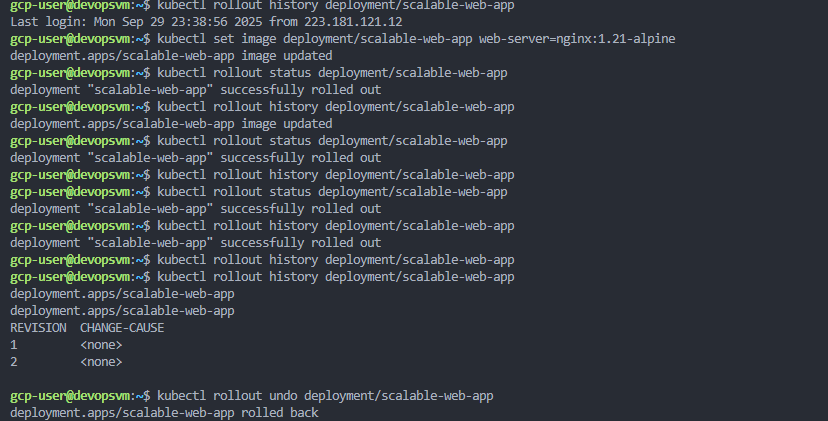 kubectl rollout history deployment/scalable-web-app
Last login: Mon Sep 29 23:38:56 2025 from 223.181.121.12
gcp-user@devopsvm:~$ kubectl set image deployment/scalable-web-app web-server=nginx:1.21-alpine
deployment.apps/scalable-web-app image updated
gcp-user@devopsvm:~$ kubectl rollout status deployment/scalable-web-app
deployment "scalable-web-app" successfully rolled out
gcp-user@devopsvm:~$ kubectl rollout history deployment/scalable-web-app
deployment.apps/scalable-web-app image updated
gcp-user@devopsvm:~$ kubectl rollout status deployment/scalable-web-app
deployment "scalable-web-app" successfully rolled out
gcp-user@devopsvm:~$ kubectl rollout history deployment/scalable-web-app
gcp-user@devopsvm:~$ kubectl rollout status deployment/scalable-web-app
deployment "scalable-web-app" successfully rolled out
gcp-user@devopsvm:~$ kubectl rollout history deployment/scalable-web-app
deployment "scalable-web-app" successfully rolled out
gcp-user@devopsvm:~$ kubectl rollout history deployment/scalable-web-app
gcp-user@devopsvm:~$ kubectl rollout history deployment/scalable-web-app
deployment.apps/scalable-web-app
deployment.apps/scalable-web-app
REVISION  CHANGE-CAUSE
1         <none>
2         <none>
gcp-user@devopsvm:~$ kubectl rollout undo deployment/scalable-web-app
deployment.apps/scalable-web-app rolled back